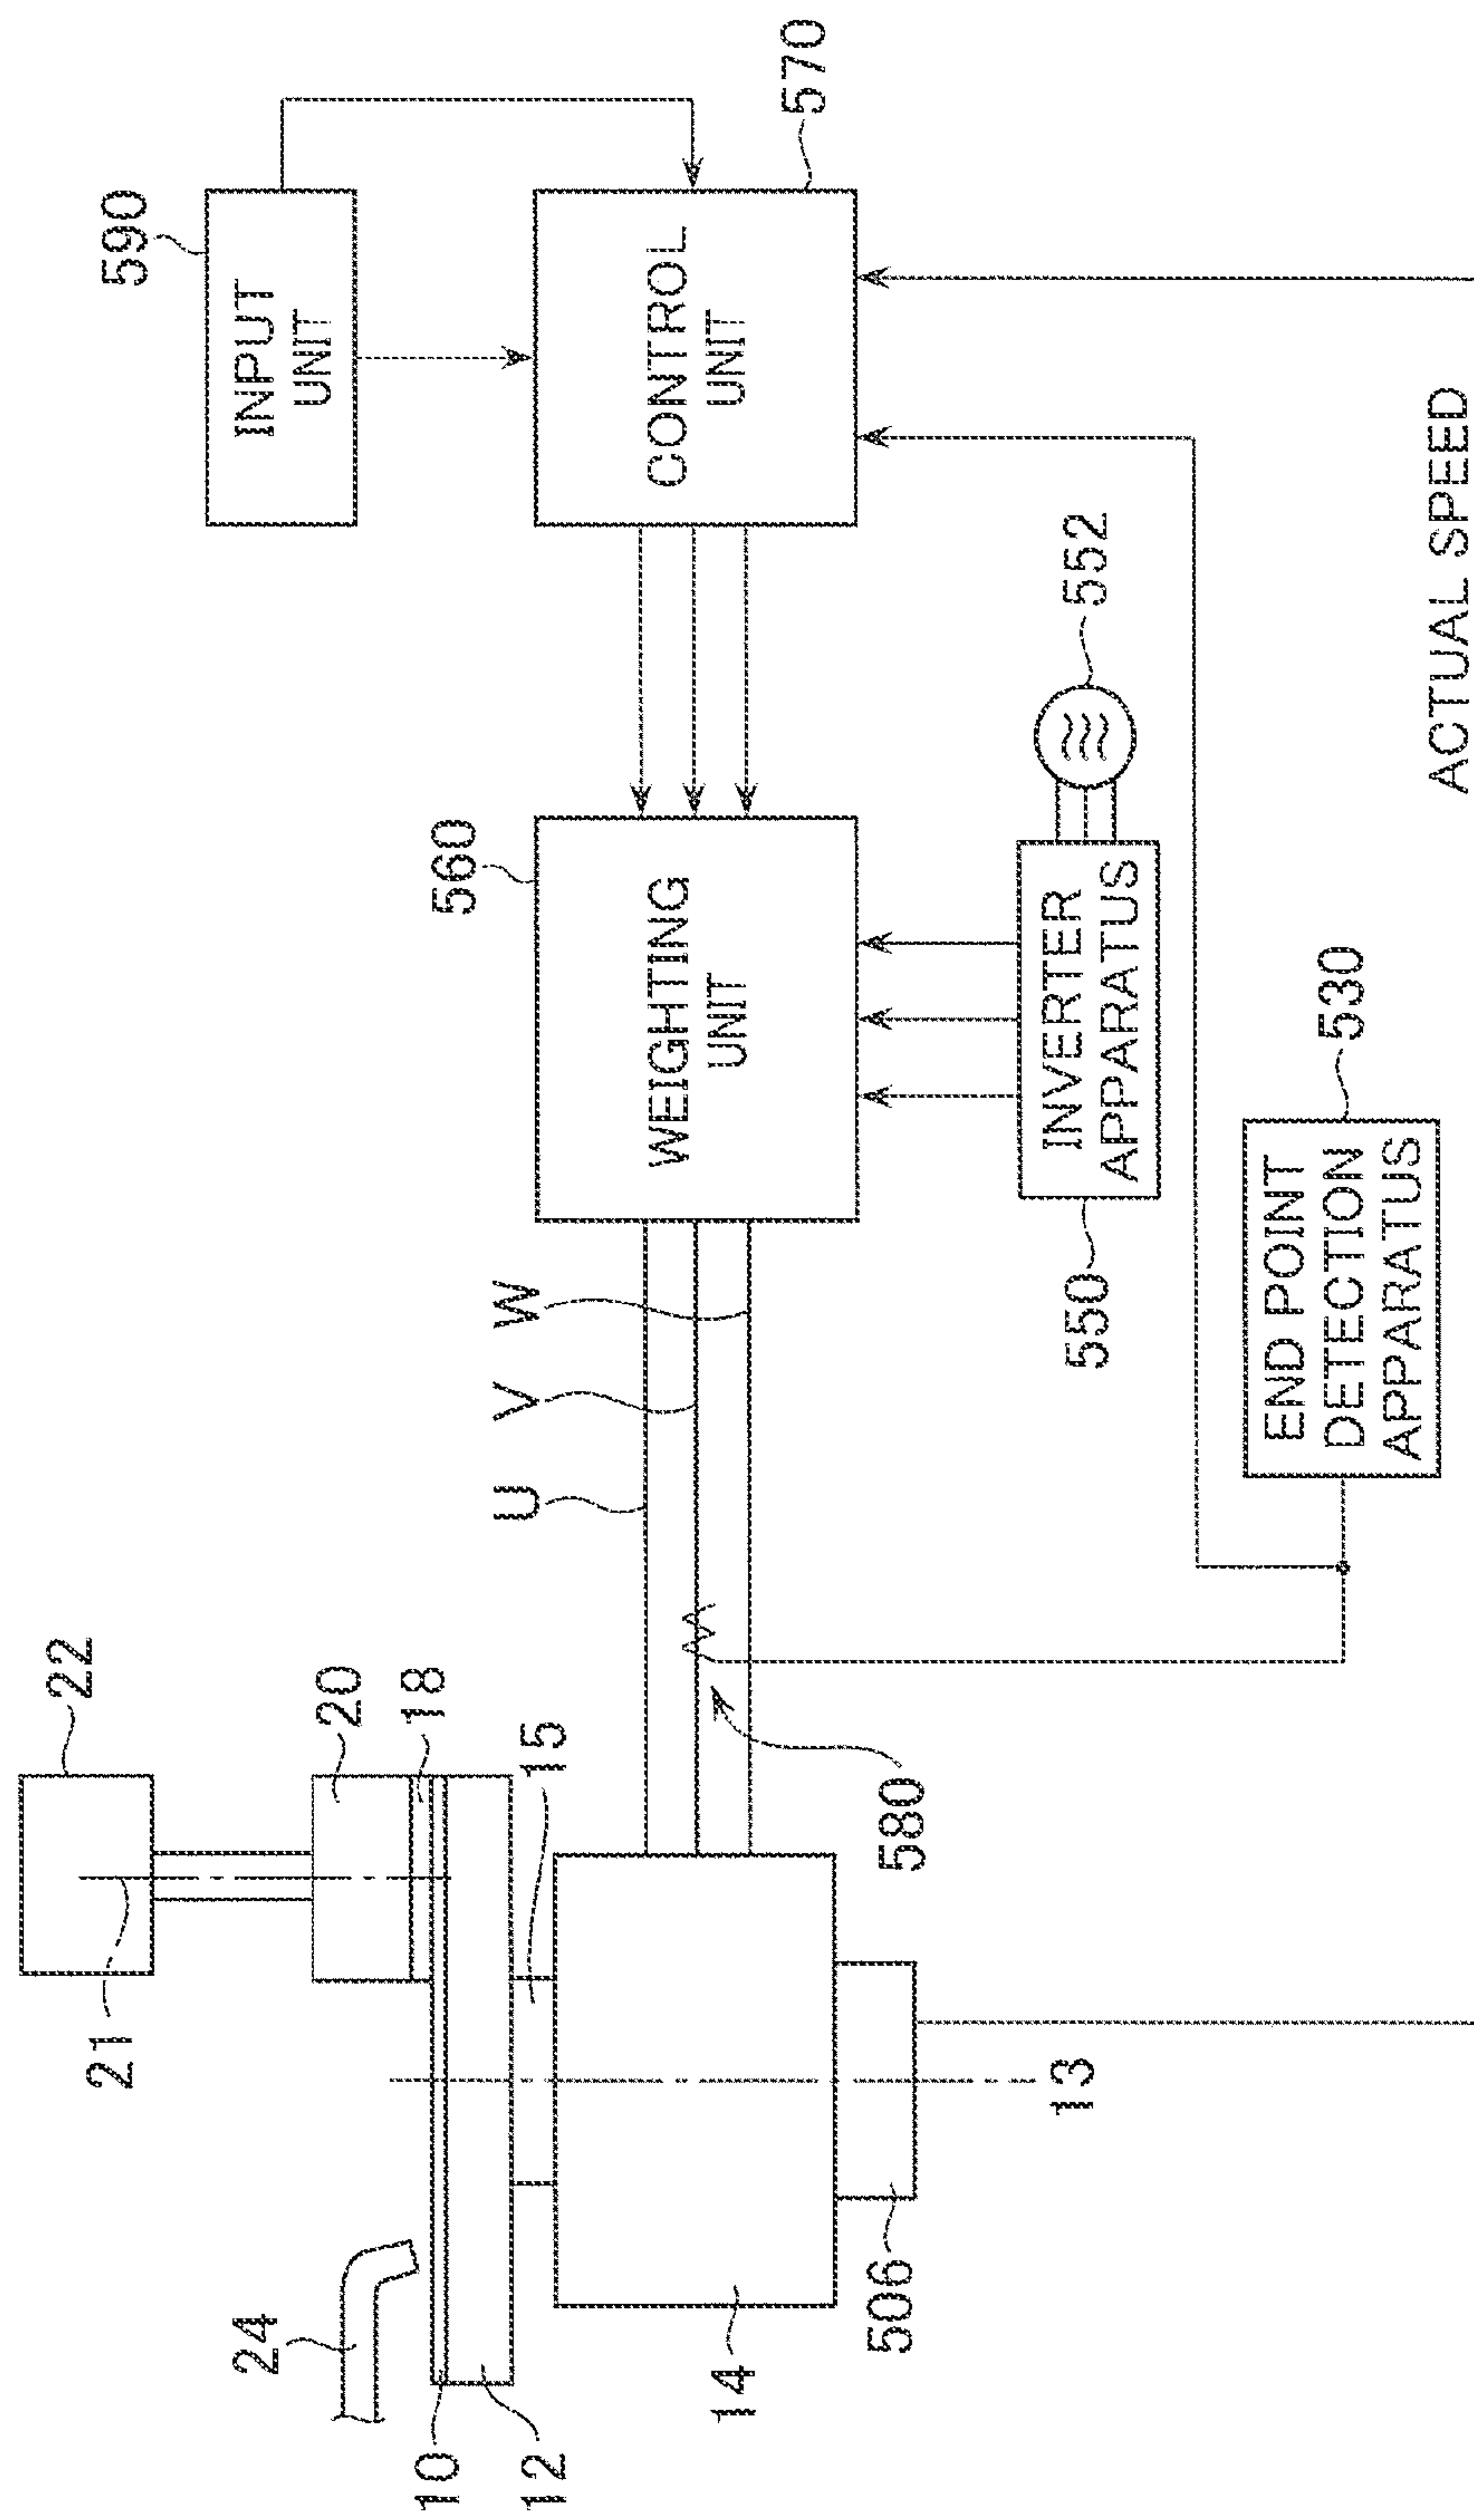 22
21
20
18
24
10
12
15
14
506
13
580
U
V
W
560
WEIGHTING
UNIT
INVERTER
APPARATUS
550
552
END POINT
DETECTION
APPARATUS
530
INPUT
UNIT
590
CONTROL
UNIT
570
ACTUAL SPEED